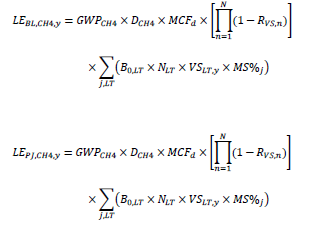 LE_{BL,CH4,y} = GWP_{CH4} × D_{CH4} × MCF_d × [∏_{n=1}^{N}(1 - R_{VS,n})]
× ∑_{j,LT}(B_{0,LT} × N_{LT} × VS_{LT,y} × MS%_j)
LE_{PJ,CH4,y} = GWP_{CH4} × D_{CH4} × MCF_d × [∏_{n=1}^{N}(1 - R_{VS,n})]
× ∑_{j,LT}(B_{0,LT} × N_{LT} × VS_{LT,y} × MS%_j)